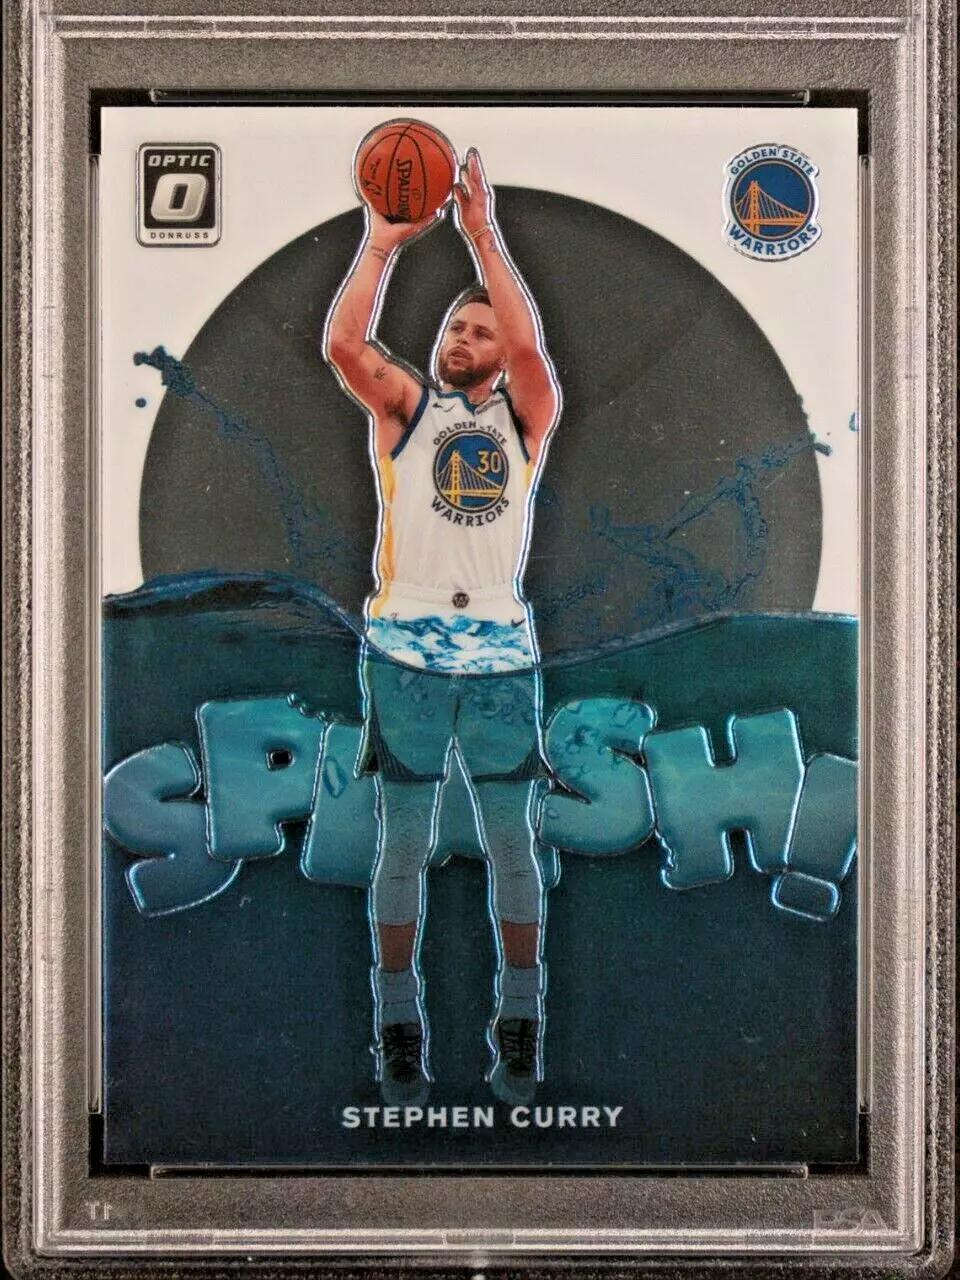 OPTIC
O
DONRUSS
GOLDEN STATE
WARRIORS
SPALDING
GOLDEN STATE
30
WARRIORS
SPLASH!
STEPHEN CURRY
PSA